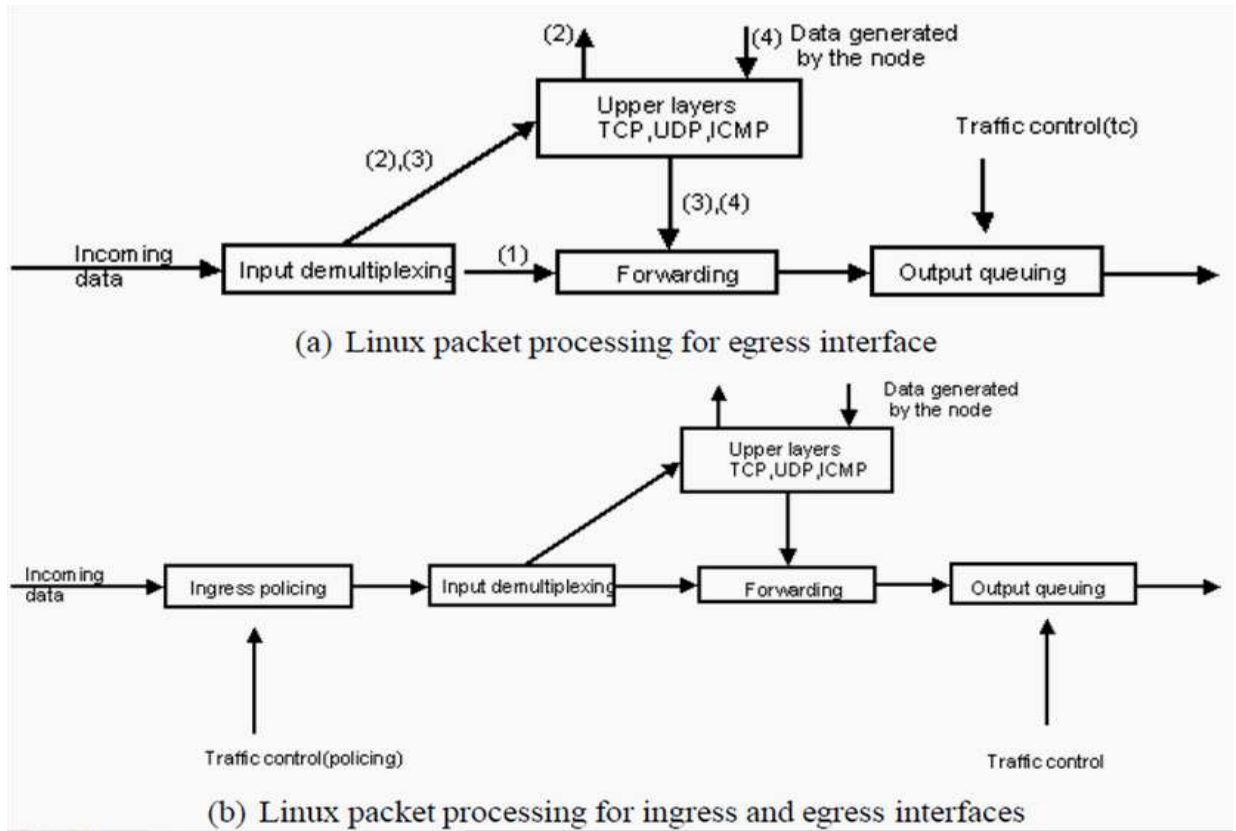 (2)
(4) Data generated
by the node
Upper layers
TCP,UDP,ICMP
Traffic control(tc)
(2),(3)
(3),(4)
Incoming
data
Input demultiplexing
(1)
Forwarding
Output queuing
(a) Linux packet processing for egress interface
Data generated
by the node
Upper layers
TCP,UDP,ICMP
Incoming
data
Ingress policing
Input demultiplexing
Forwarding
Output queuing
Traffic control(policing)
Traffic control
(b) Linux packet processing for ingress and egress interfaces